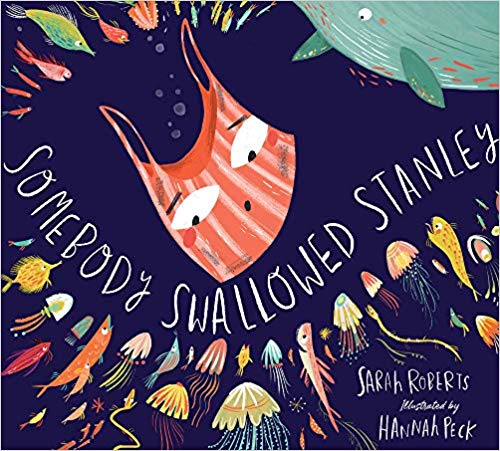 SOMEBODY SWALLOWED STANLEY
SARAH ROBERTS
Illustrated by
HANNAH PECK